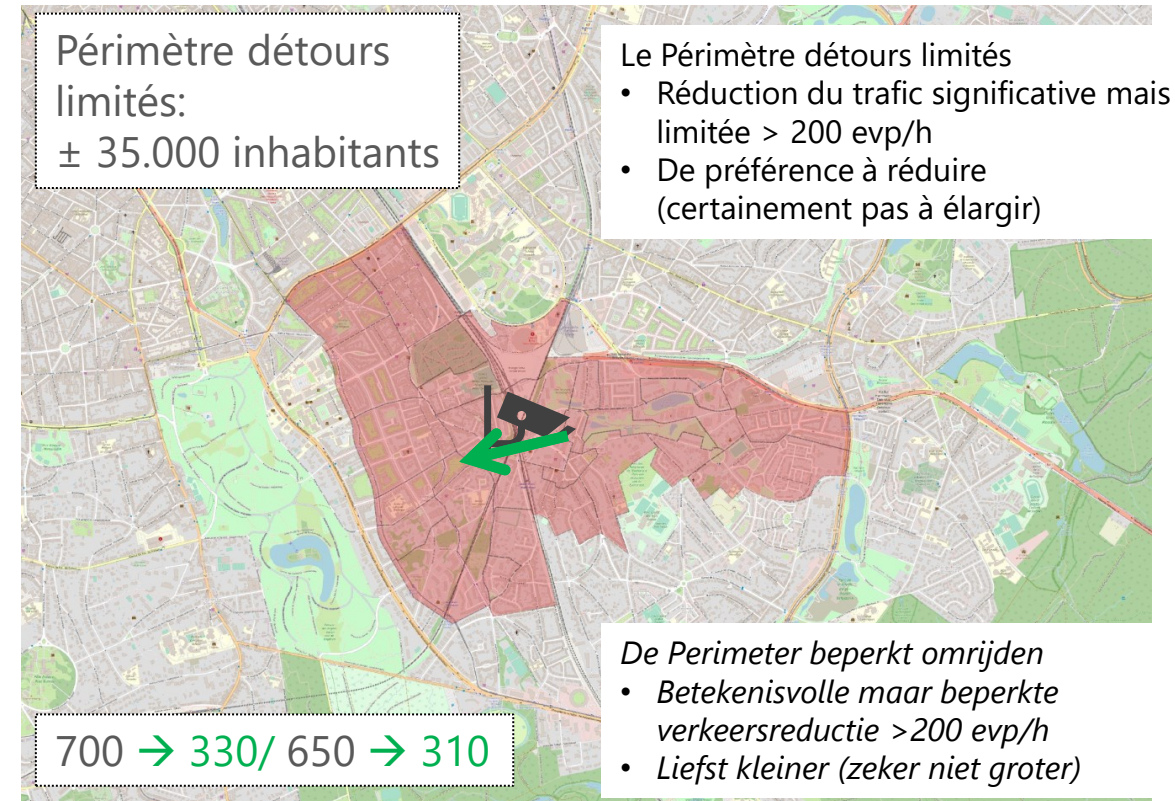 Périmètre détours
limités:
± 35.000 inhabitants
Le Périmètre détours limités
• Réduction du trafic significative mais
limitée > 200 evp/h
• De préférence à réduire
(certainement pas à élargir)
De Perimeter beperkt omrijden
• Betekenisvolle maar beperkte
verkeersreductie >200 evp/h
• Liefst kleiner (zeker niet groter)
700 → 330/ 650 → 310